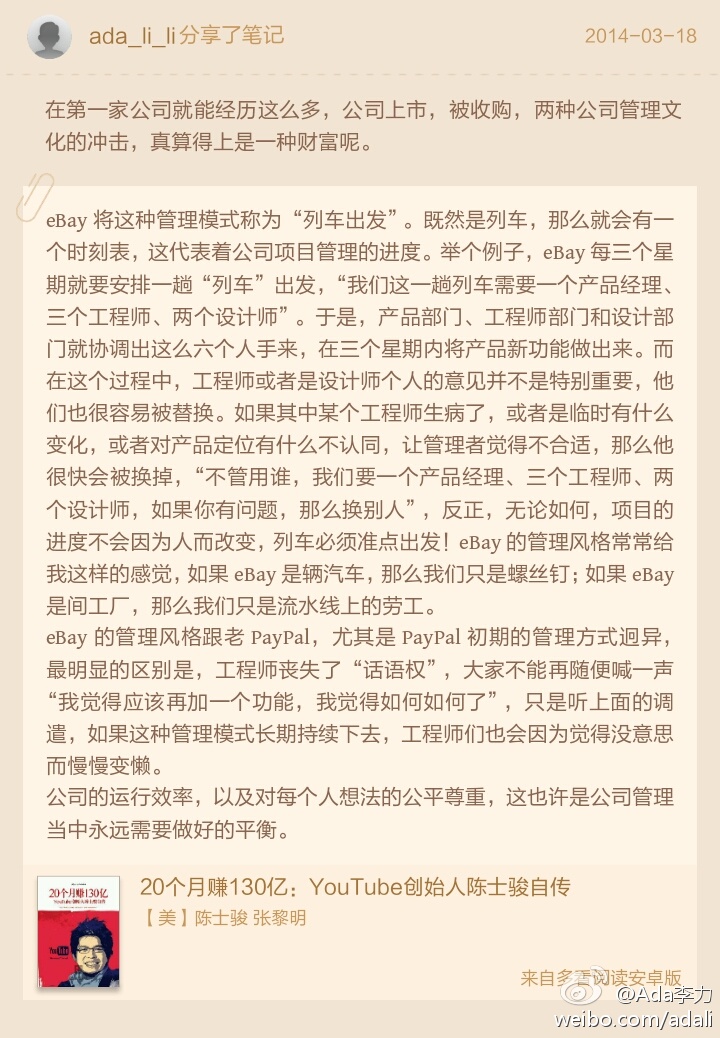 ada_li_li分享了笔记
2014-03-18
在第一家公司就能经历这么多，公司上市，被收购，两种公司管理文
化的冲击，真算得上是一种财富呢。
eBay 将这种管理模式称为“列车出发”。既然是列车，那么就会有一
个时刻表，这代表着公司项目管理的进度。举个例子，eBay 每三个星
期就要安排一趟“列车”出发，“我们这一趟列车需要一个产品经理、
三个工程师、两个设计师”。于是，产品部门、工程师部门和设计部
门就协调出这么六个人手来，在三个星期内将产品新功能做出来。而
在这个过程中，工程师或者是设计师个人的意见并不是特别重要，他
们也很容易被替换。如果其中某个工程师生病了，或者是临时有什么
变化，或者对产品定位有什么不认同，让管理者觉得不合适，那么他
很快会被换掉，“不管用谁，我们要一个产品经理、三个工程师、两
个设计师，如果你有问题，那么换别人”，反正，无论如何，项目的
进度不会因为人而改变，列车必须准点出发！eBay 的管理风格常常给
我这样的感觉，如果 eBay 是辆汽车，那么我们只是螺丝钉；如果 eBay
是间工厂，那么我们只是流水线上的劳工。
eBay 的管理风格跟老 PayPal，尤其是 PayPal 初期的管理方式迥异，
最明显的区别是，工程师丧失了“话语权”，大家不能再随便喊一声
“我觉得应该再加一个功能，我觉得如何如何了”，只是听上面的调
遣，如果这种管理模式长期持续下去，工程师们也会因为觉得没意思
而慢慢变懒。
公司的运行效率，以及对每个人想法的公平尊重，这也许是公司管理
当中永远需要做好的平衡。
20个月赚130亿
YouTube创始人陈士骏自传
YouTube
20个月赚130亿：YouTube创始人陈士骏自传
【美】陈士骏 张黎明
来自多看阅读安卓版
@Ada李力
weibo.com/adali